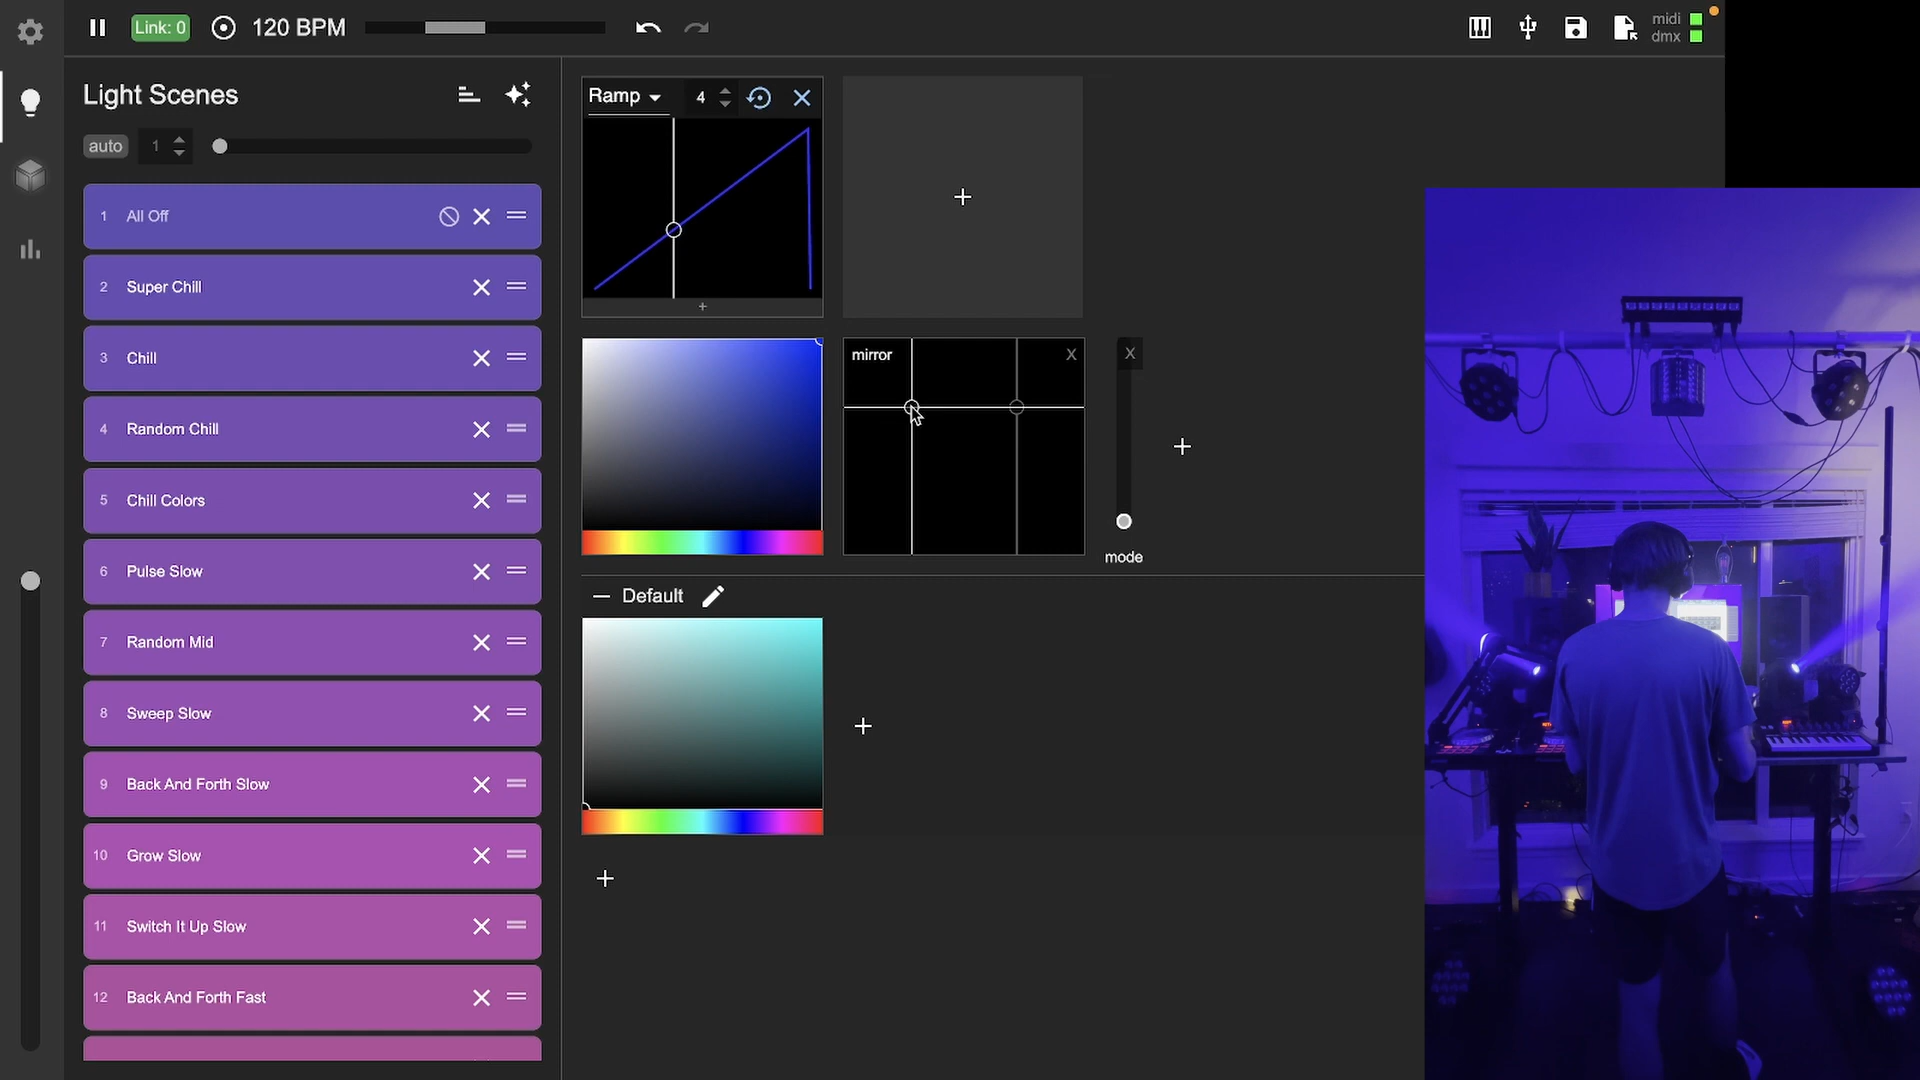 Link: 0
120 BPM
midi
dmx
Light Scenes
auto
1
1 All Off
2 Super Chill
3 Chill
4 Random Chill
5 Chill Colors
6 Pulse Slow
7 Random Mid
8 Sweep Slow
9 Back And Forth Slow
10 Grow Slow
11 Switch It Up Slow
12 Back And Forth Fast
Ramp
4
mirror
X
X
mode
Default